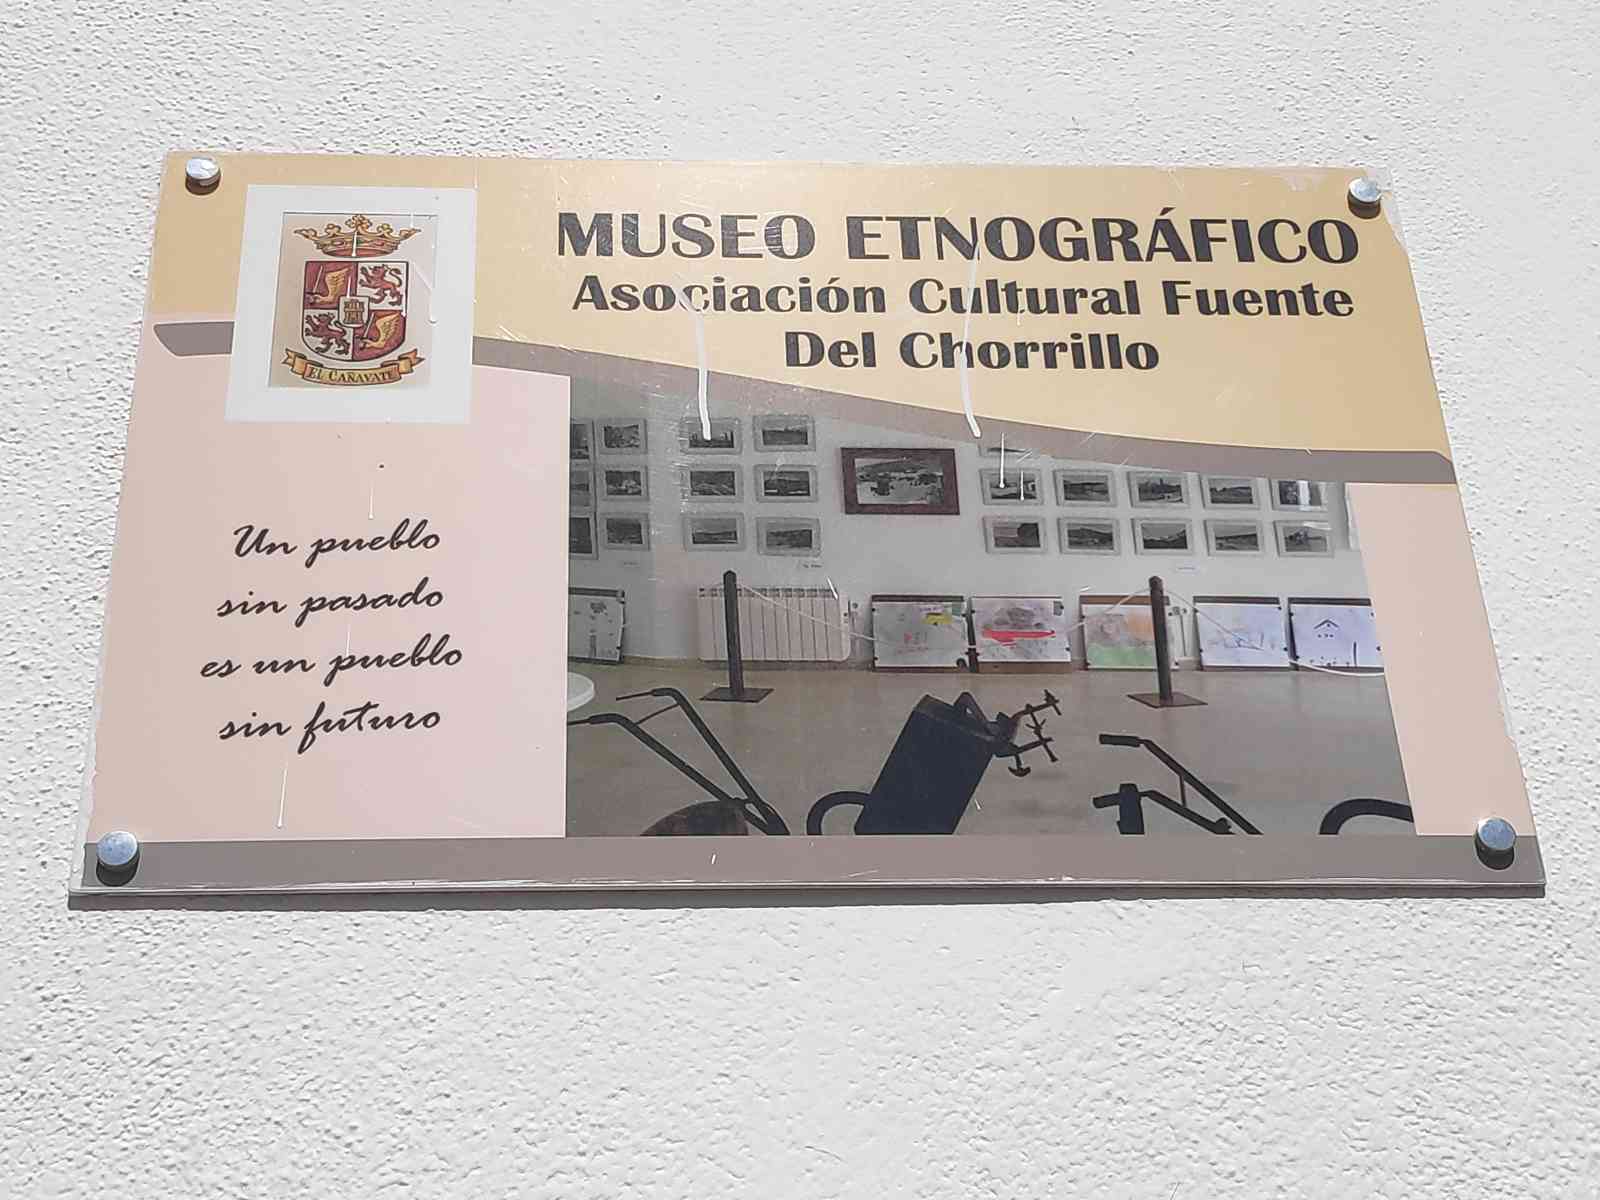 MUSEO ETNOGRÁFICO
Asociación Cultural Fuente
Del Chorrillo
EL CAÑAVATE
Un pueblo
sin pasado
es un pueblo
sin futuro